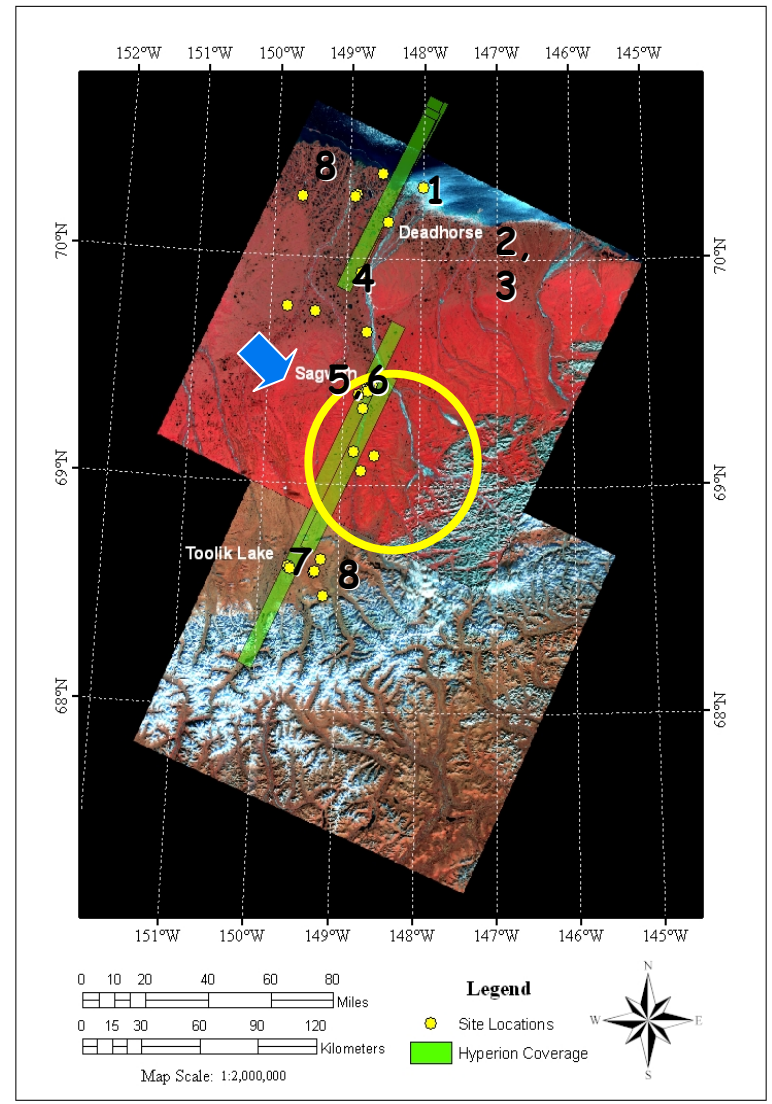 152°W 151°W 150°W 149°W 148°W 147°W 146°W 145°W
8
1
Deadhorse
2,
3
70°N
70°N
4
Sagwon
5,6
69°N
69°N
Toolik Lake
7
8
68°N
68°N
151°W 150°W 149°W 148°W 147°W 146°W 145°W
0 10 20 40 60 80
Miles
0 15 30 60 90 120
Kilometers
Map Scale: 1:2,000,000
Legend
Site Locations
Hyperion Coverage
N
W E
S